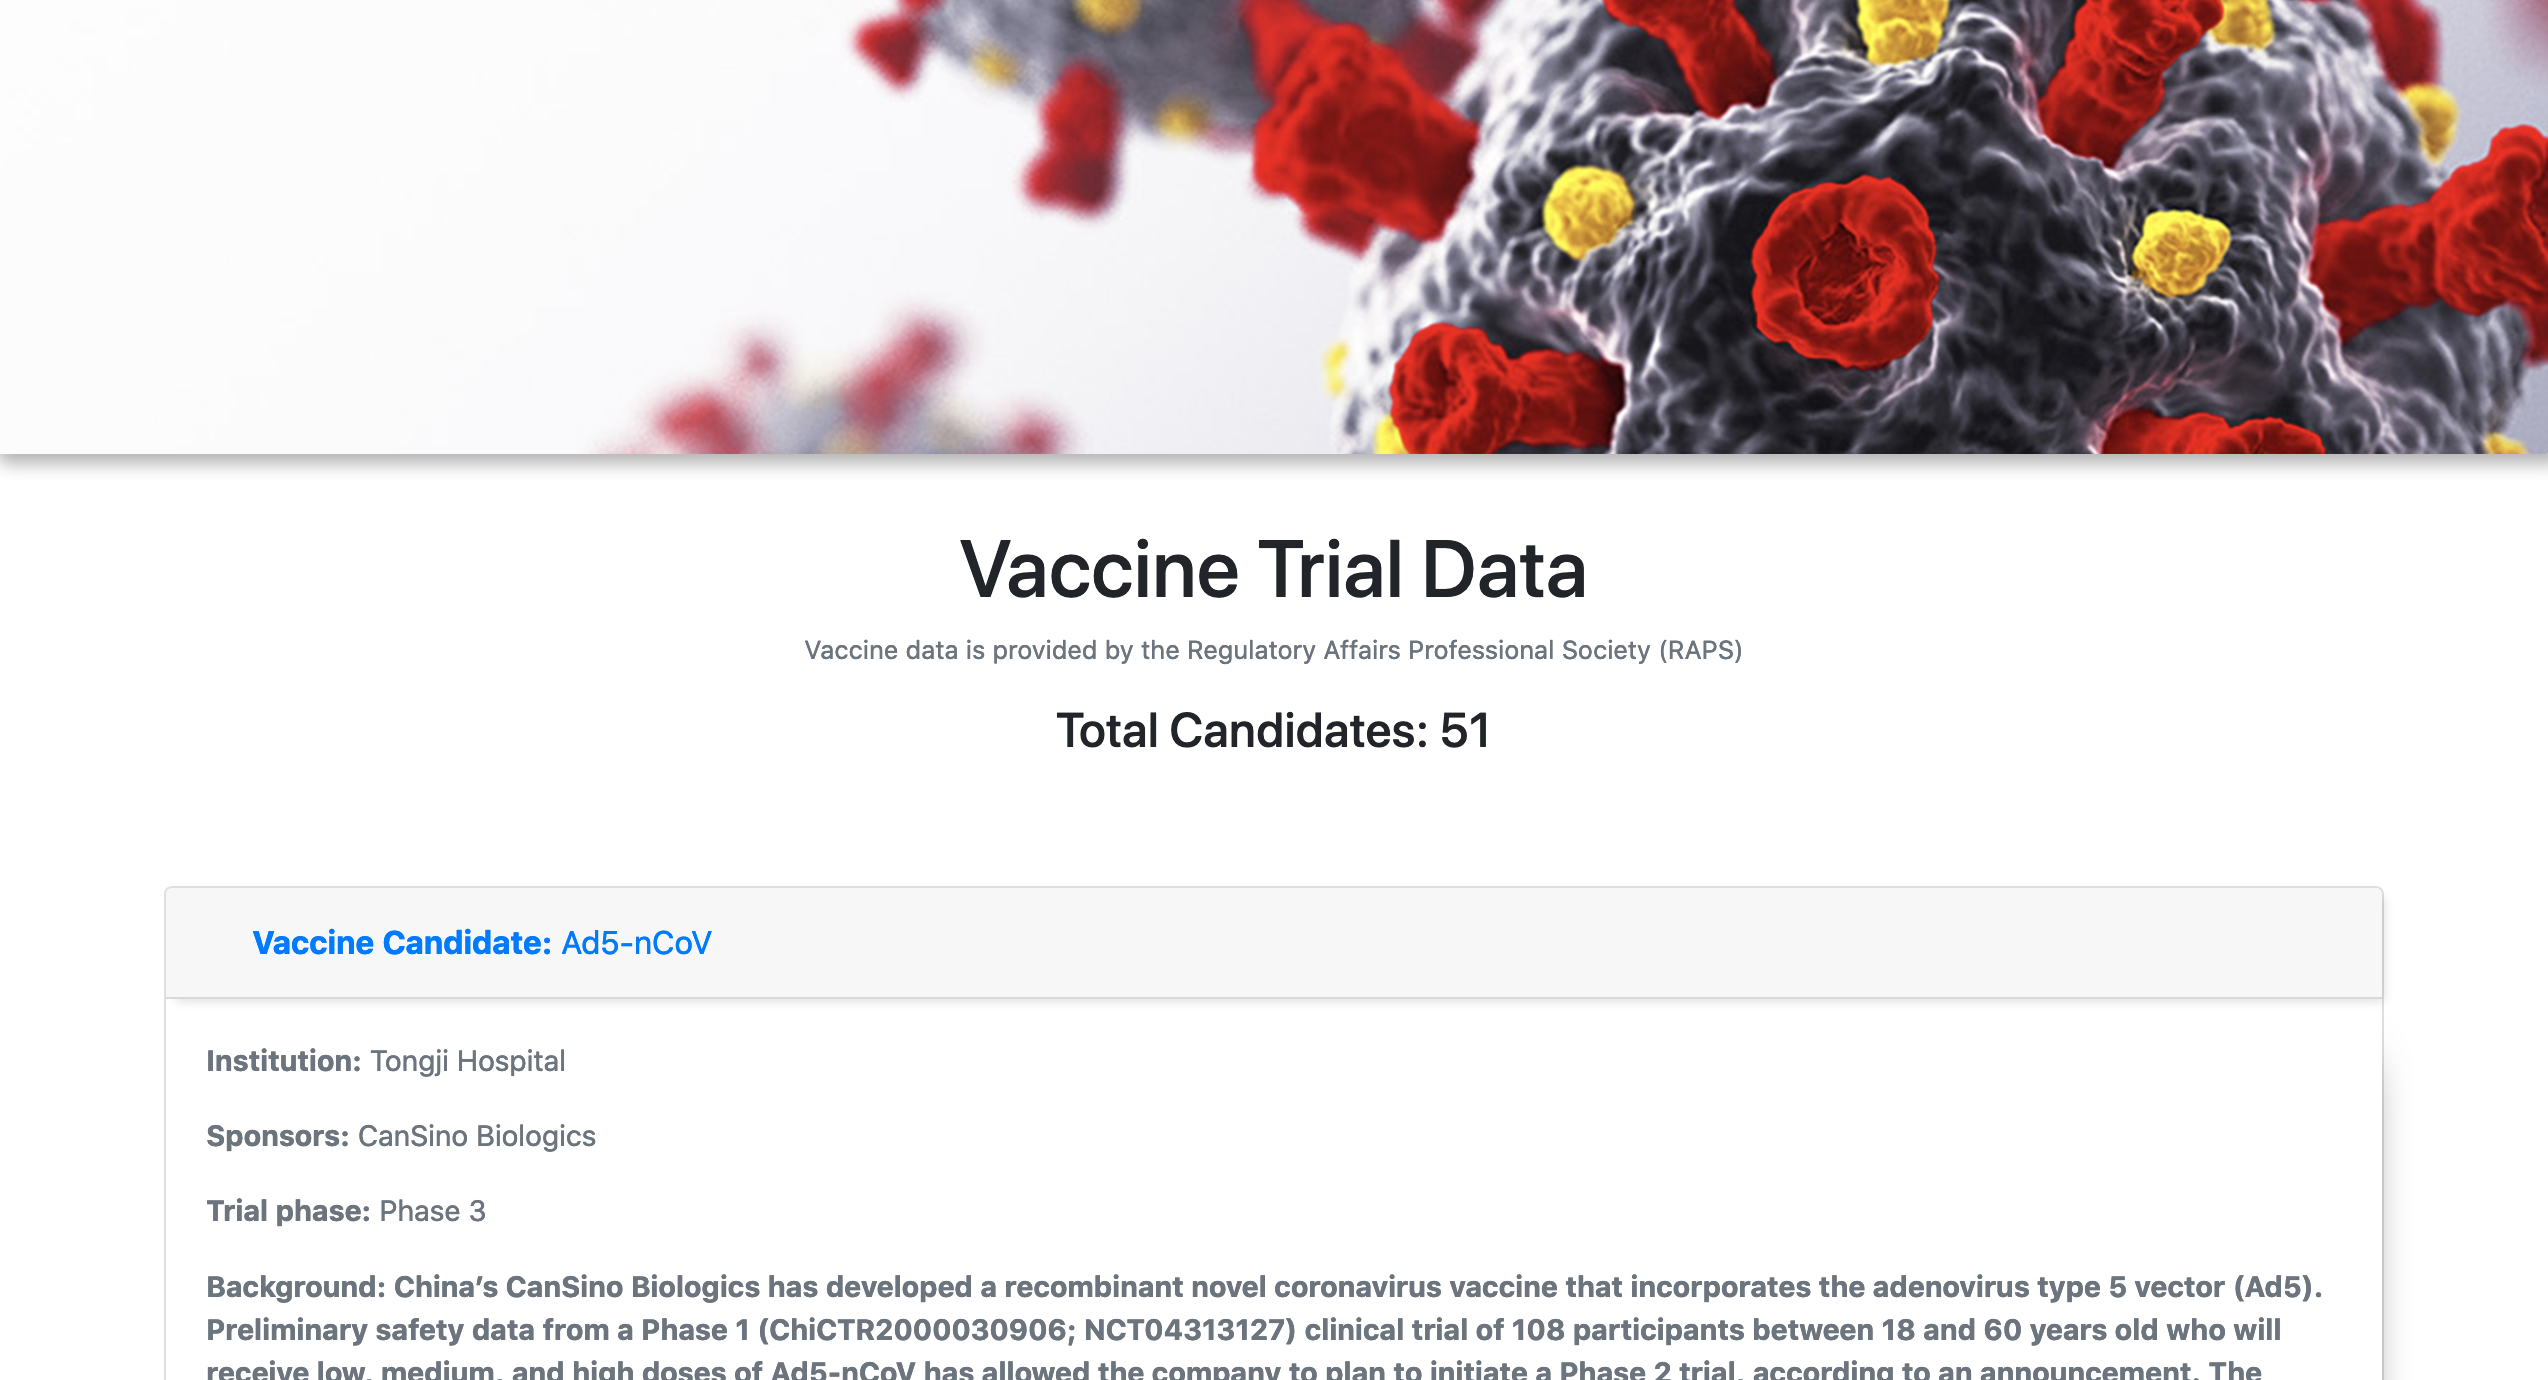 Vaccine Trial Data
Vaccine data is provided by the Regulatory Affairs Professional Society (RAPS)
Total Candidates: 51
Vaccine Candidate: Ad5-nCoV
Institution: Tongji Hospital
Sponsors: CanSino Biologics
Trial phase: Phase 3
Background: China’s CanSino Biologics has developed a recombinant novel coronavirus vaccine that incorporates the adenovirus type 5 vector (Ad5).
Preliminary safety data from a Phase 1 (ChiCTR2000030906; NCT04313127) clinical trial of 108 participants between 18 and 60 years old who will
receive low, medium, and high doses of Ad5-nCoV has allowed the company to plan to initiate a Phase 2 trial, according to an announcement. The